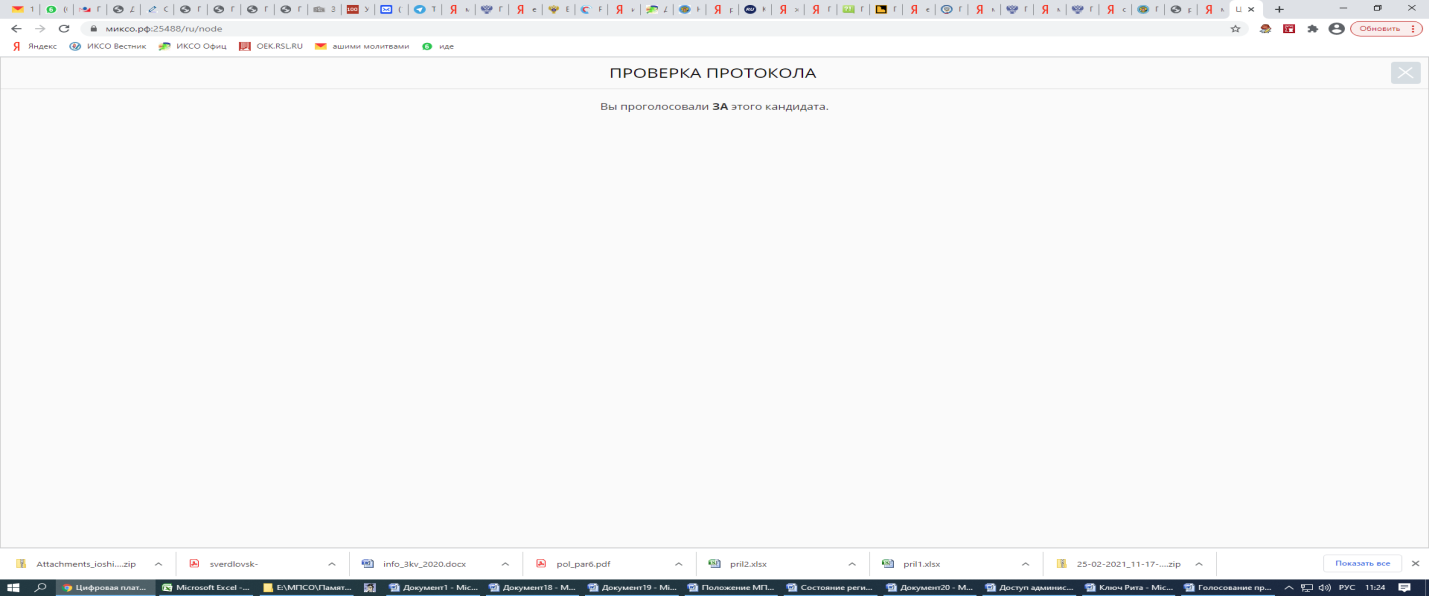 миксо.рф:25488/ru/node
Обновить
Яндекс
ИКСО Вестник
ИКСО Офиц
OEK.RSL.RU
ашими молитвами
иде
ПРОВЕРКА ПРОТОКОЛА
Вы проголосовали ЗА этого кандидата.
Attachments_ioshi....zip
sverdlovsk-
info_3kv_2020.docx
pol_par6.pdf
pril2.xlsx
pril1.xlsx
25-02-2021_11-17-....zip
Показать все
Цифровая плат...
Microsoft Excel -...
E:\МПСО\Памят...
Документ1 - Mic...
Документ18 - M...
Документ19 - Mi...
Положение МП...
Состояние реги...
Документ20 - M...
Доступ админис...
Ключ Рита - Mic...
Голосование пр...
РУС
11:24